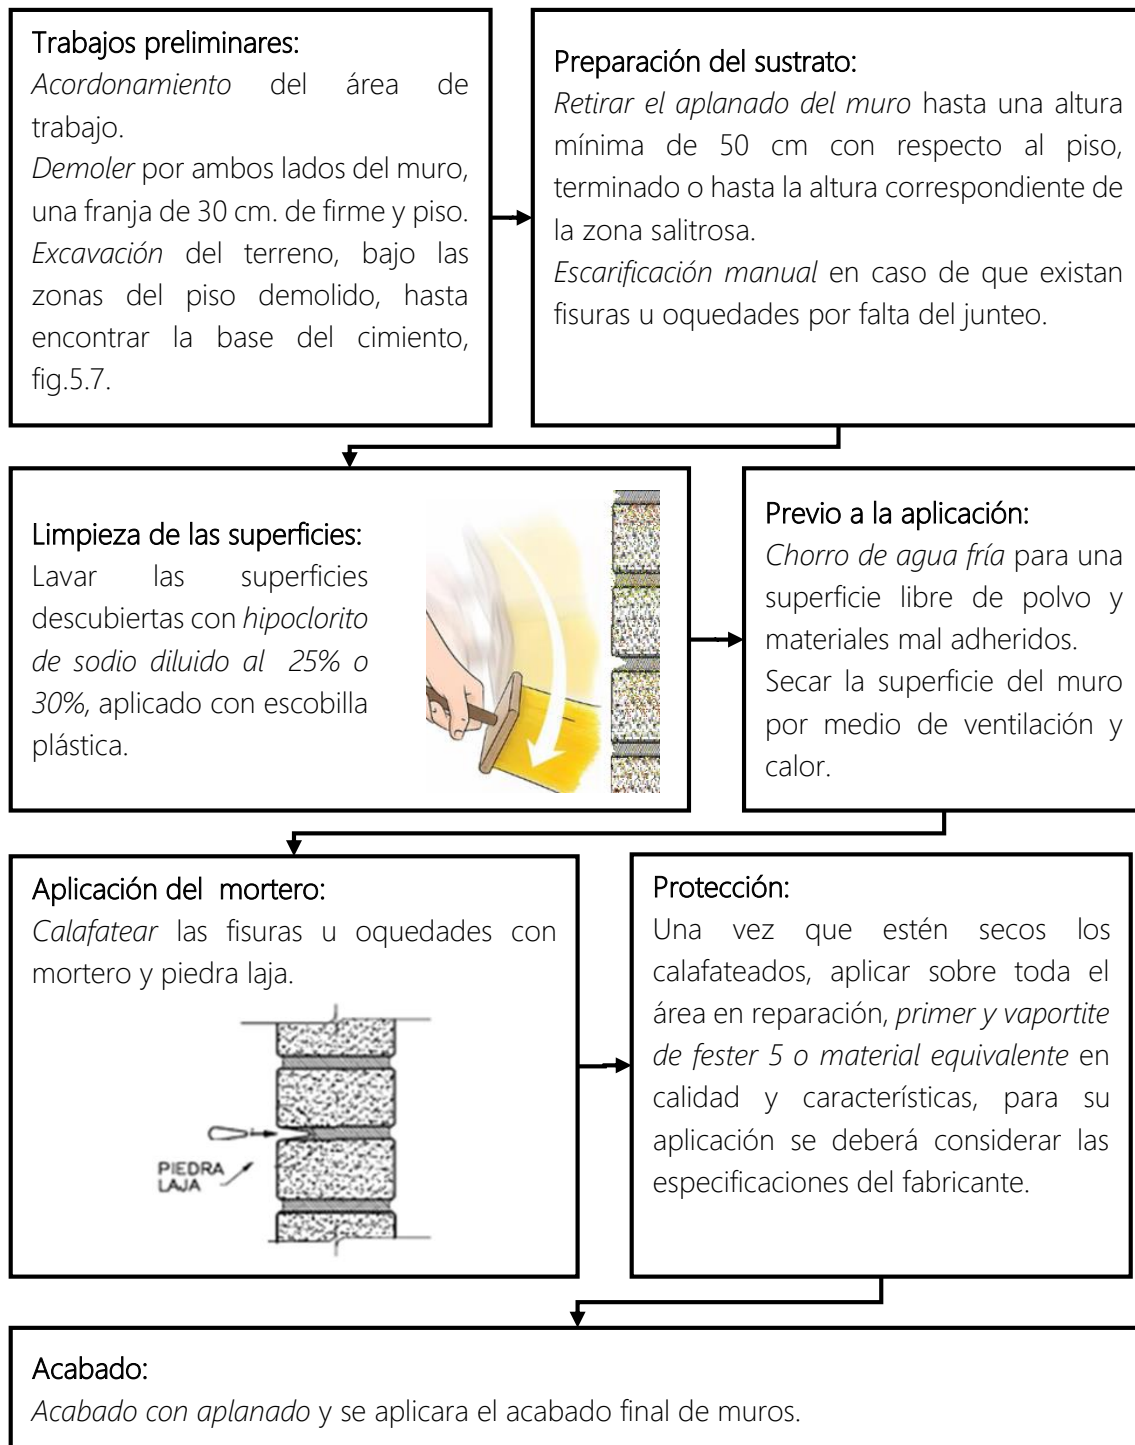 Trabajos preliminares:
Acordonamiento del área de
trabajo.
Demoler por ambos lados del muro,
una franja de 30 cm. de firme y piso.
Excavación del terreno, bajo las
zonas del piso demolido, hasta
encontrar la base del cimiento,
fig.5.7.
Preparación del sustrato:
Retirar el aplanado del muro hasta una altura
mínima de 50 cm con respecto al piso,
terminado o hasta la altura correspondiente de
la zona salitrosa.
Escarificación manual en caso de que existan
fisuras u oquedades por falta del junteo.
Limpieza de las superficies:
Lavar las superficies
descubiertas con hipoclorito
de sodio diluido al 25% o
30%, aplicado con escobilla
plástica.
Previo a la aplicación:
Chorro de agua fría para una
superficie libre de polvo y
materiales mal adheridos.
Secar la superficie del muro
por medio de ventilación y
calor.
Aplicación del mortero:
Calafatear las fisuras u oquedades con
mortero y piedra laja.
PIEDRA
LAJA
Protección:
Una vez que estén secos los
calafateados, aplicar sobre toda el
área en reparación, primer y vaportite
de fester 5 o material equivalente en
calidad y características, para su
aplicación se deberá considerar las
especificaciones del fabricante.
Acabado:
Acabado con aplanado y se aplicara el acabado final de muros.